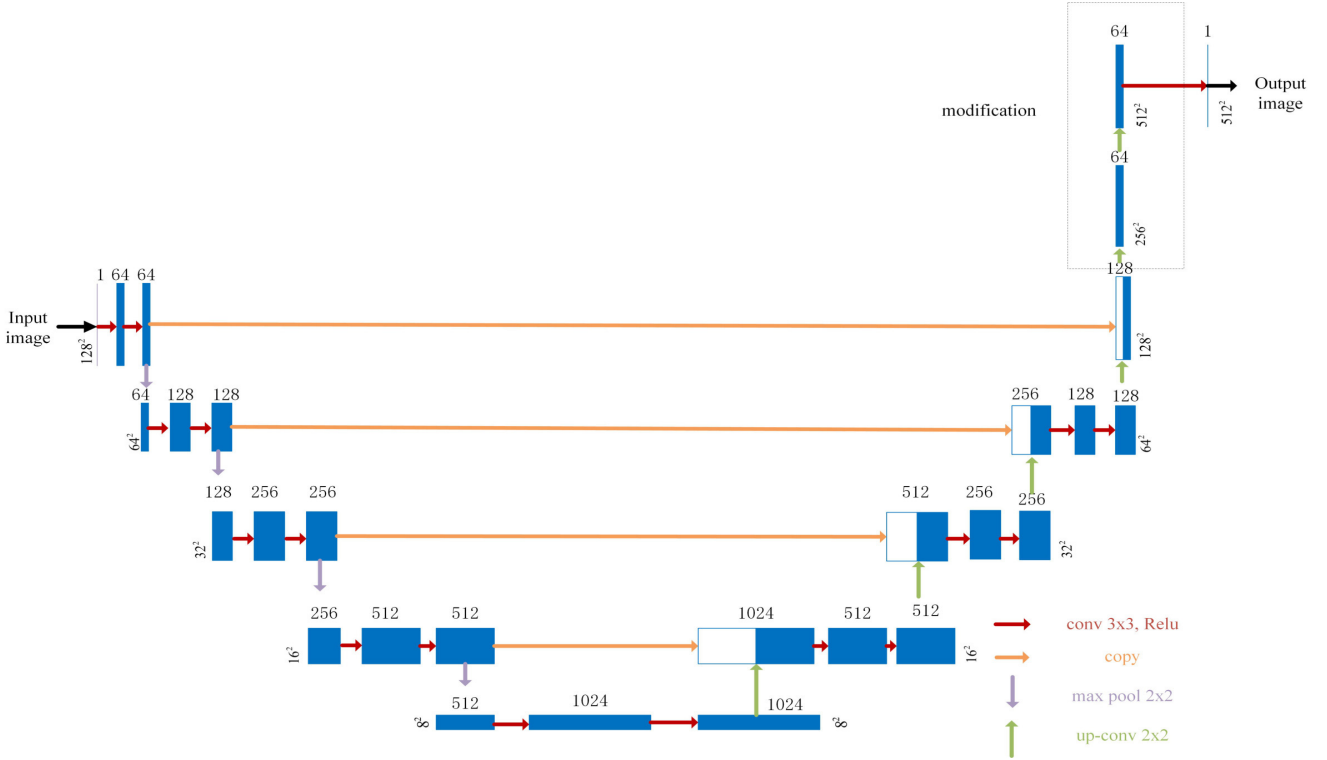 64 1
modification
512²
512²
Output
image
64
256²
1 64 64
128
Input
image
128²
128²
64 128 128
256 128 128
64²
64²
128 256 256
512 256 256
32²
32²
256 512 512
1024 512 512
16²
16²
512 1024 1024
8²
8²
conv 3x3, Relu
copy
max pool 2x2
up-conv 2x2